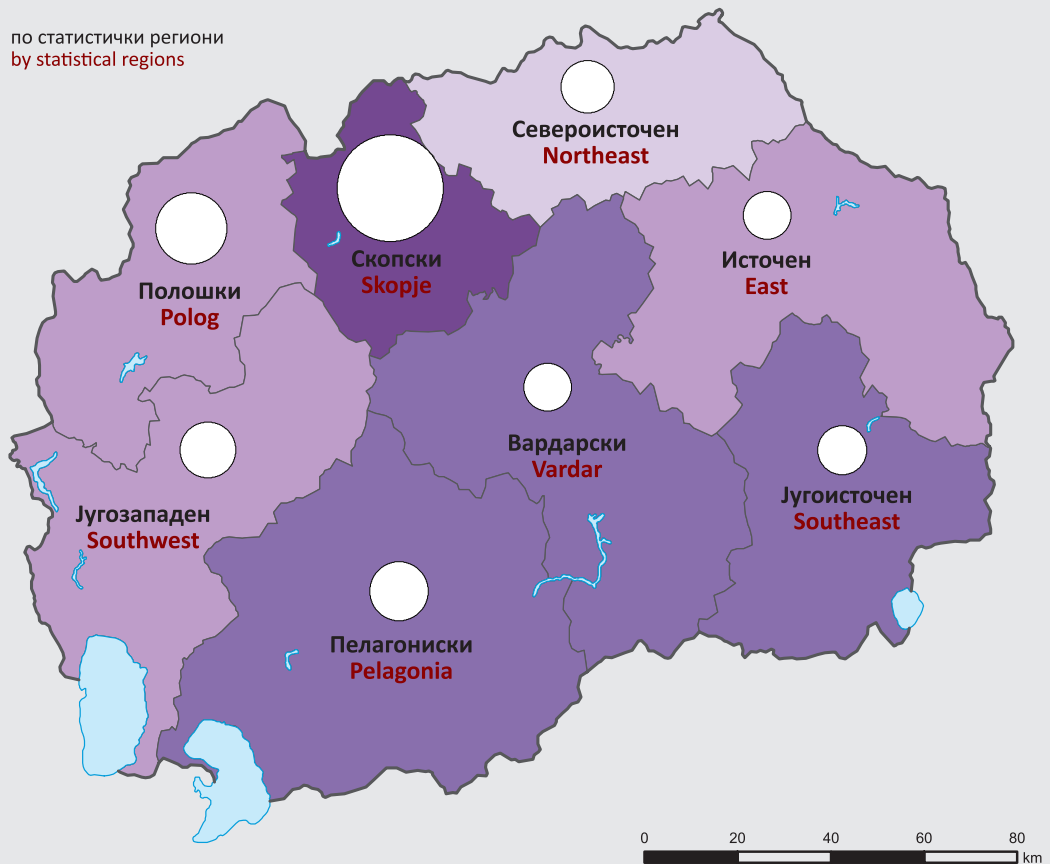 по статистички региони
by statistical regions
Североисточен
Northeast
Скопски
Skopje
Источен
East
Полошки
Polog
Вардарски
Vardar
Југоисточен
Southeast
Југозападен
Southwest
Пелагониски
Pelagonia
0 20 40 60 80
km